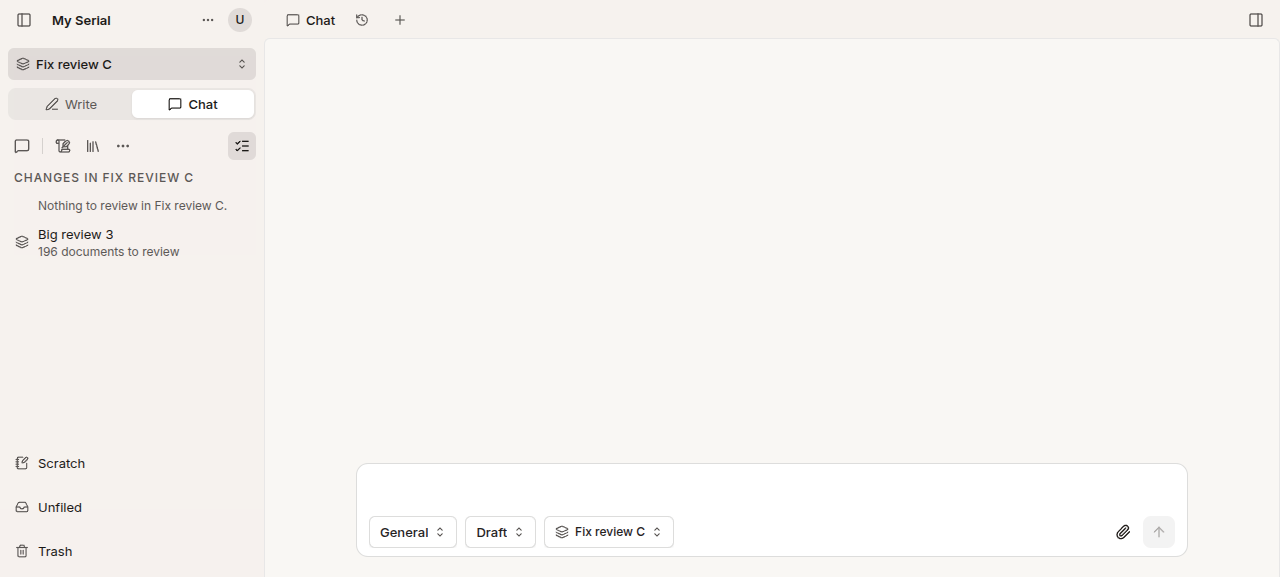 My Serial
U
Chat
Fix review C
Write
Chat
CHANGES IN FIX REVIEW C
Nothing to review in Fix review C.
Big review 3
196 documents to review
Scratch
Unfiled
Trash
General
Draft
Fix review C